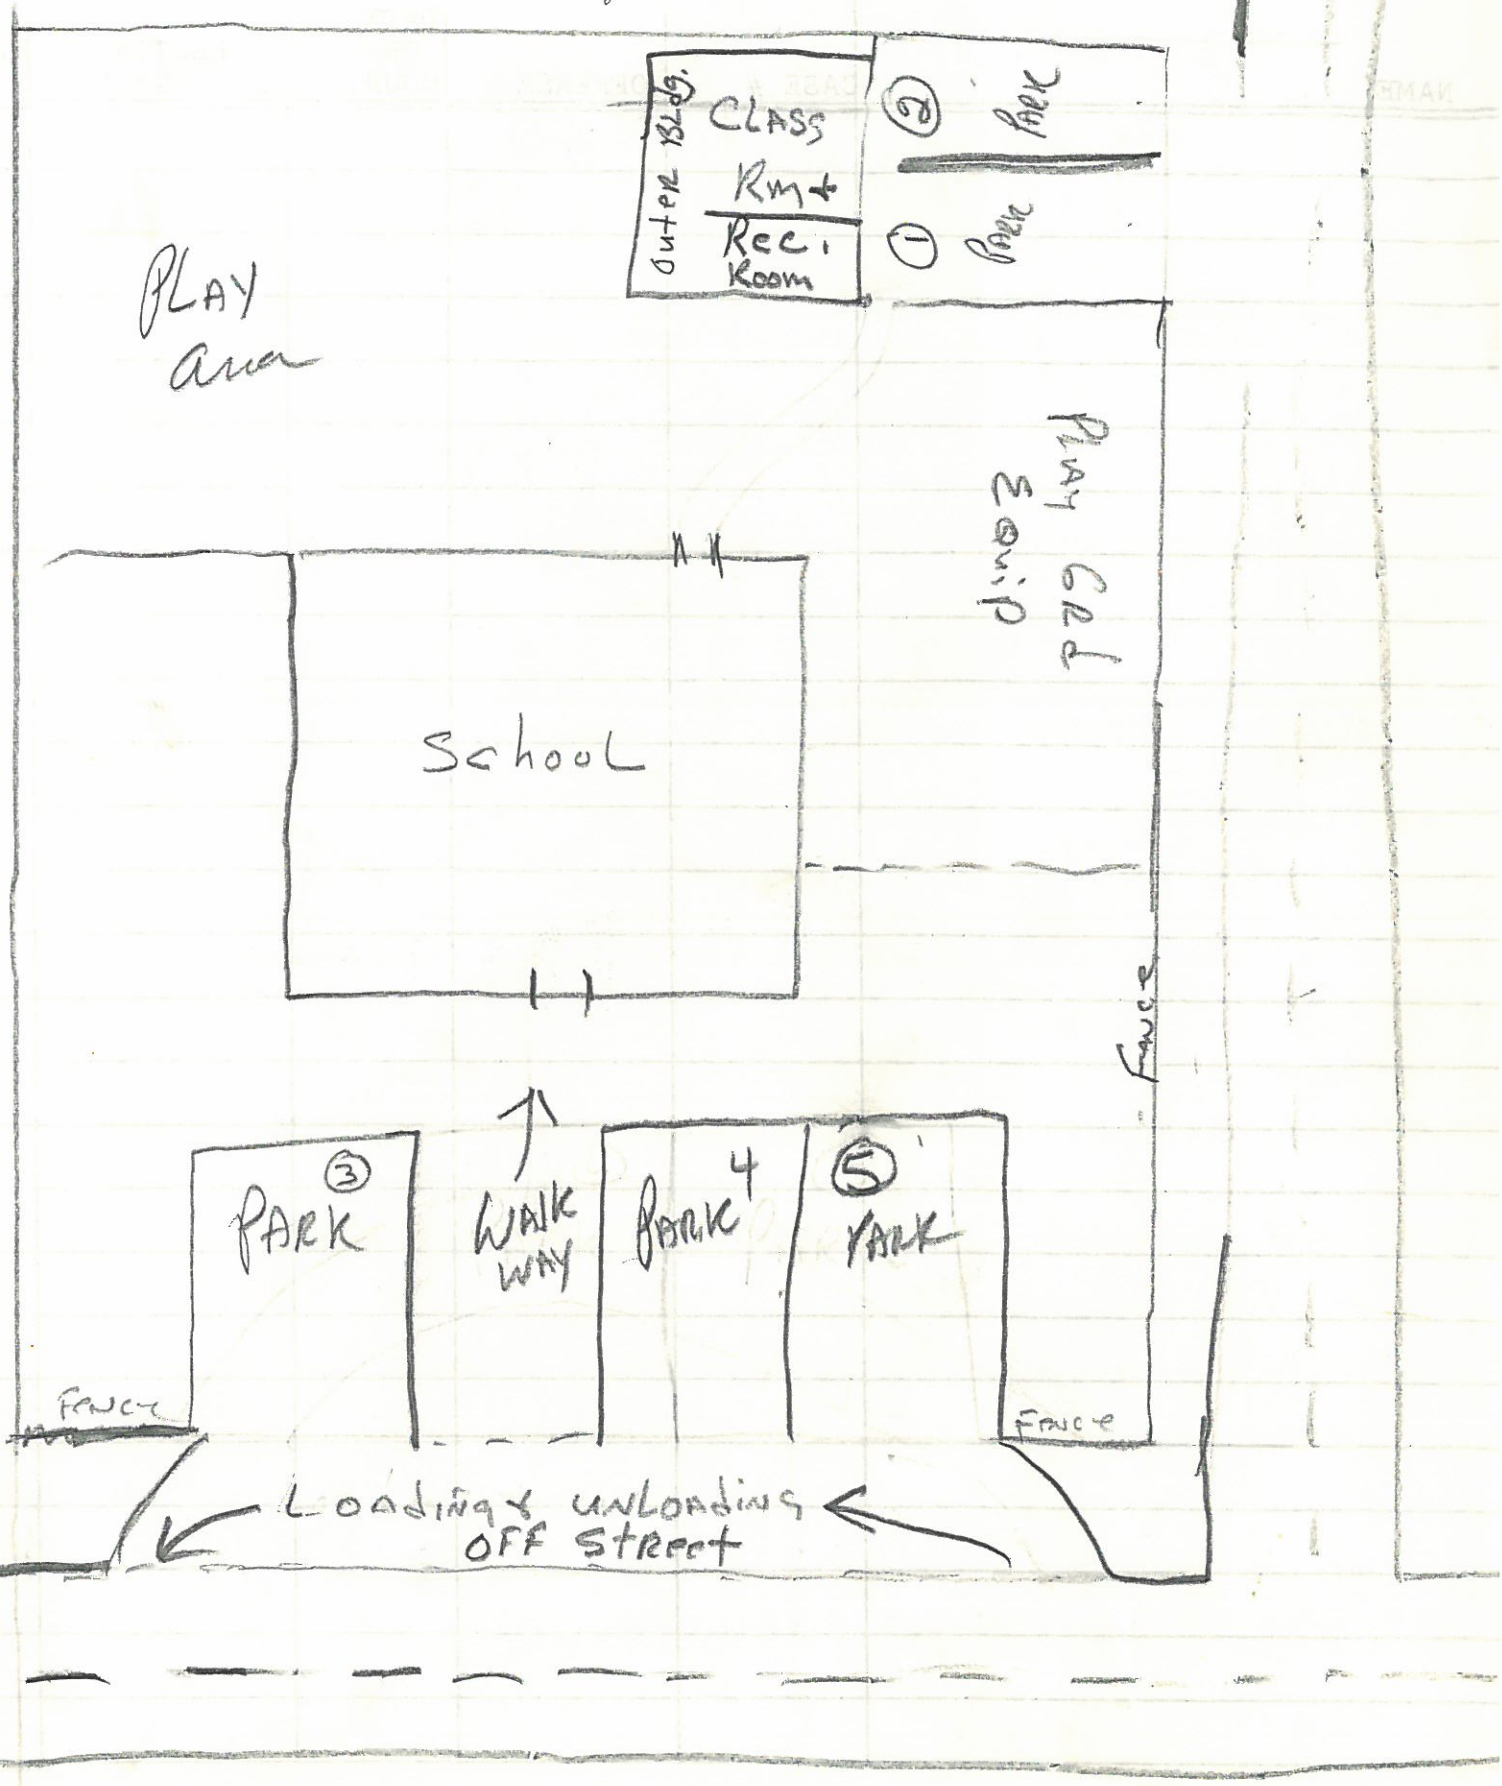 Outer Bldg.
CLASS
Rm +
Rec.
Room
2
PARK
1
PARK
PLAY
area
Play GRD
Equip
School
Fence
3
PARK
WALK
WAY
4
PARK
5
PARK
Fence
Fence
Loading & UNLOADING
OFF STREET